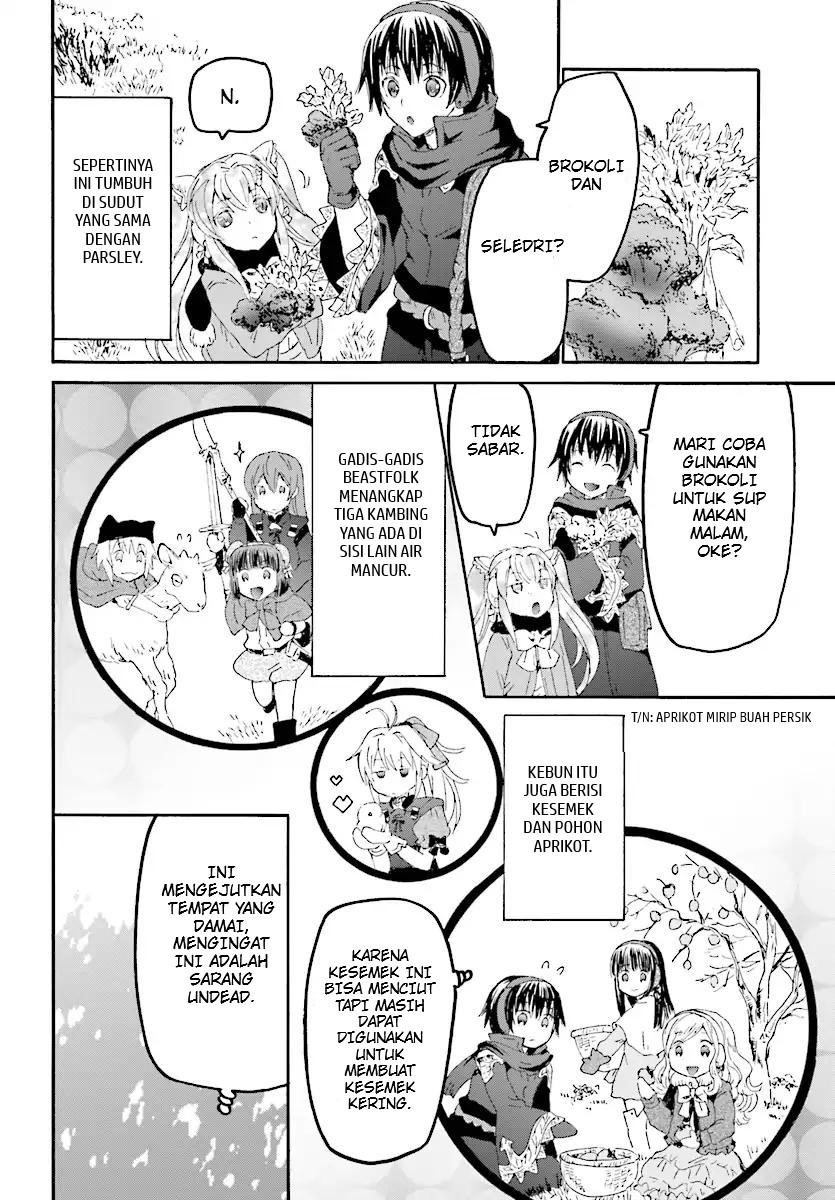 BROKOLI
DAN
SELEDRI?
N.
SEPERTINYA
INI TUMBUH
DI SUDUT
YANG SAMA
DENGAN
PARSLEY.
MARI COBA
GUNAKAN
BROKOLI
UNTUK SUP
MAKAN
MALAM,
OKE?
TIDAK
SABAR.
GADIS-GADIS
BEASTFOLK
MENANGKAP
TIGA KAMBING
YANG ADA DI
SISI LAIN AIR
MANCUR.
T/N: APRIKOT MIRIP BUAH PERSIK
KEBUN ITU
JUGA BERISI
KESEMEK
DAN POHON
APRIKOT.
KARENA
KESEMEK INI
BISA MENCIUT
TAPI MASIH
DAPAT
DIGUNAKAN
UNTUK
MEMBUAT
KESEMEK
KERING.
INI
MENGEJUTKAN
TEMPAT YANG
DAMAI,
MENGINGAT
INI ADALAH
SARANG
UNDEAD.